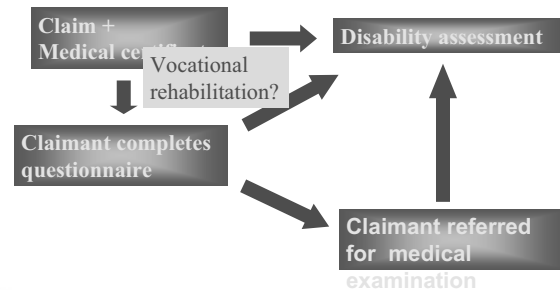 Claim +
Medical
Disability assessment
Vocational
rehabilitation?
Claimant completes
questionnaire
Claimant referred
for medical
examination